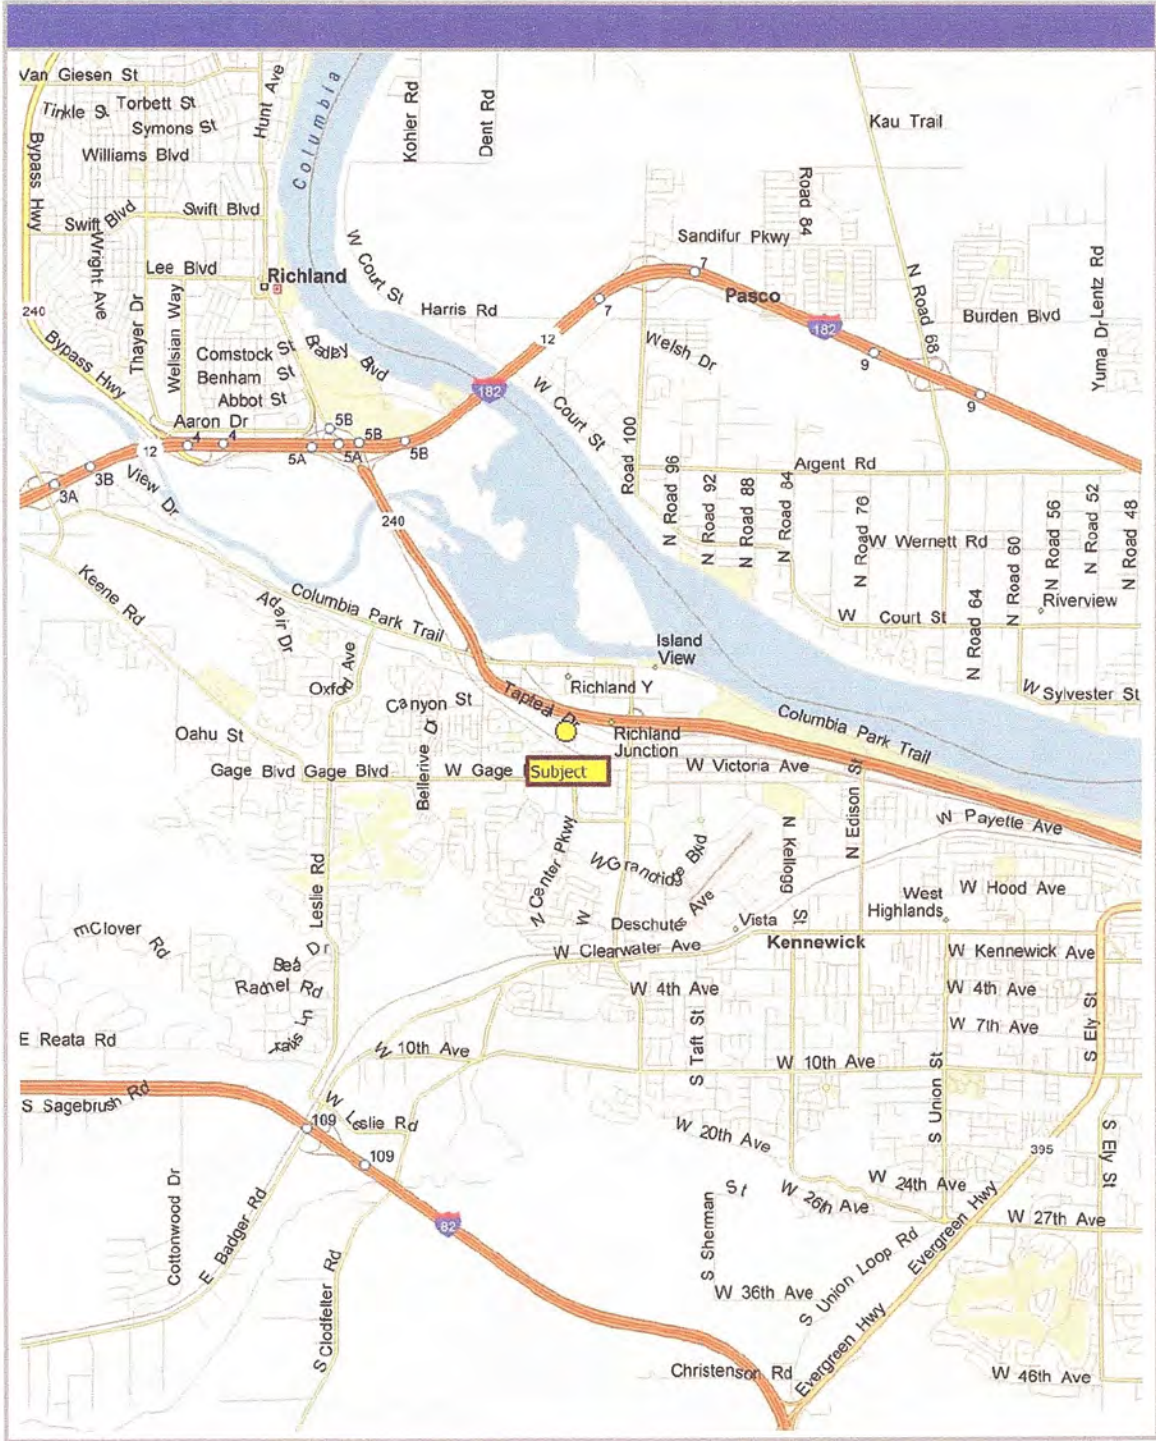 Van Giesen St
Hunt Ave
Columbia
Kohler Rd
Dent Rd
Kau Trail
Tinkle St
Torbett St
Symons St
Williams Blvd
Bypass Hwy
Road 84
Swift Blvd
Swift Blvd
Wright Ave
W Court St
Sandifur Pkwy
Lee Blvd
Richland
7
Pasco
N Road 68
Yuma Dr
Lentz Rd
240
Thayer Dr
Wellsian Way
Harris Rd
7
182
Burden Blvd
Bypass Hwy
Comstock St
Bradley Blvd
12
Welsh Dr
Benham St
9
Abbot St
182
W Court St
9
Aaron Dr
5B
4
4
5B
12
5A
5A
5B
Road 100
3B
3A
View Dr
Argent Rd
N Road 96
N Road 92
N Road 88
N Road 84
N Road 76
N Road 56
N Road 52
N Road 48
240
W Wernett Rd
N Road 60
Keene Rd
Adair Dr
Columbia Park Trail
W Court St
N Road 64
Riverview
Island
View
Oxford Ave
Richland Y
Canyon St
Tapteal Dr
W Sylvester St
Oahu St
Bellerive Dr
Richland
Junction
Columbia Park Trail
Gage Blvd
Gage Blvd
W Gage
Subject
W Victoria Ave
N Edison St
W Payette Ave
N Kellogg St
N Center Pkwy
W Grandridge Blvd
Leslie Rd
West
Highlands
W Hood Ave
W
Deschutes Ave
Vista
Clover Rd
W Clearwater Ave
Kennewick
W Kennewick Ave
Dr
Rachel Rd
W 4th Ave
W 4th Ave
W 7th Ave
S Ely St
E Reata Rd
Ln
W 10th Ave
S Taft St
W 10th Ave
S Union St
S Sagebrush Rd
W Leslie Rd
109
W 20th Ave
395
S Ely St
109
Cottonwood Dr
St
W 24th Ave
W 26th Ave
E Badger Rd
82
S Sherman
W 27th Ave
S Union Loop Rd
Evergreen Hwy
S Clodfelter Rd
W 36th Ave
Evergreen Hwy
Christenson Rd
W 46th Ave